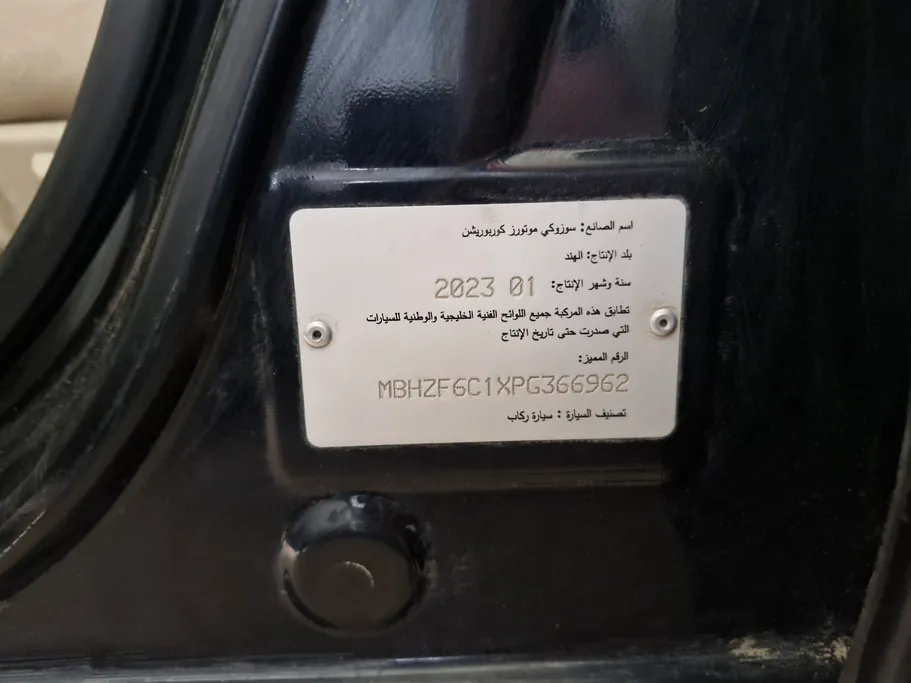 اسم الصانع: سوزوكي موتورز كوربوريشن
بلد الإنتاج: الهند
سنة وشهر الإنتاج: 2023 01
تطابق هذه المركبة جميع اللوائح الفنية الخليجية والوطنية للسيارات
التي صدرت حتى تاريخ الإنتاج
الرقم المميز:
MBHZF6C1XPG366962
تصنيف السيارة : سيارة ركاب